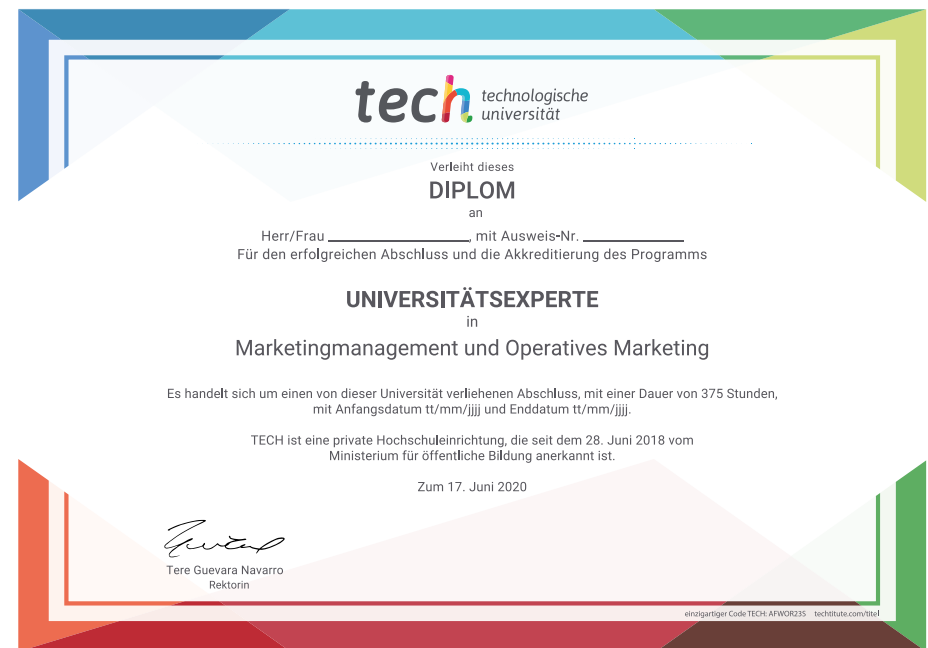 tech technologische
universität
Verleiht dieses
DIPLOM
an
Herr/Frau ____________________, mit Ausweis-Nr. ______________
Für den erfolgreichen Abschluss und die Akkreditierung des Programms
UNIVERSITÄTSEXPERTE
in
Marketingmanagement und Operatives Marketing
Es handelt sich um einen von dieser Universität verliehenen Abschluss, mit einer Dauer von 375 Stunden,
mit Anfangsdatum tt/mm/jjjj und Enddatum tt/mm/jjjj.
TECH ist eine private Hochschuleinrichtung, die seit dem 28. Juni 2018 vom
Ministerium für öffentliche Bildung anerkannt ist.
Zum 17. Juni 2020
Tere Guevara Navarro
Rektorin
einzigartiger Code TECH: AFWOR23S techtitute.com/titel